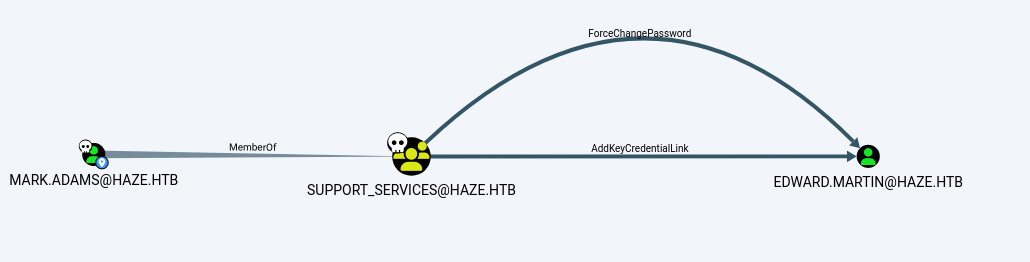 ForceChangePassword
MemberOf
AddKeyCredentialLink
MARK.ADAMS@HAZE.HTB
SUPPORT_SERVICES@HAZE.HTB
EDWARD.MARTIN@HAZE.HTB